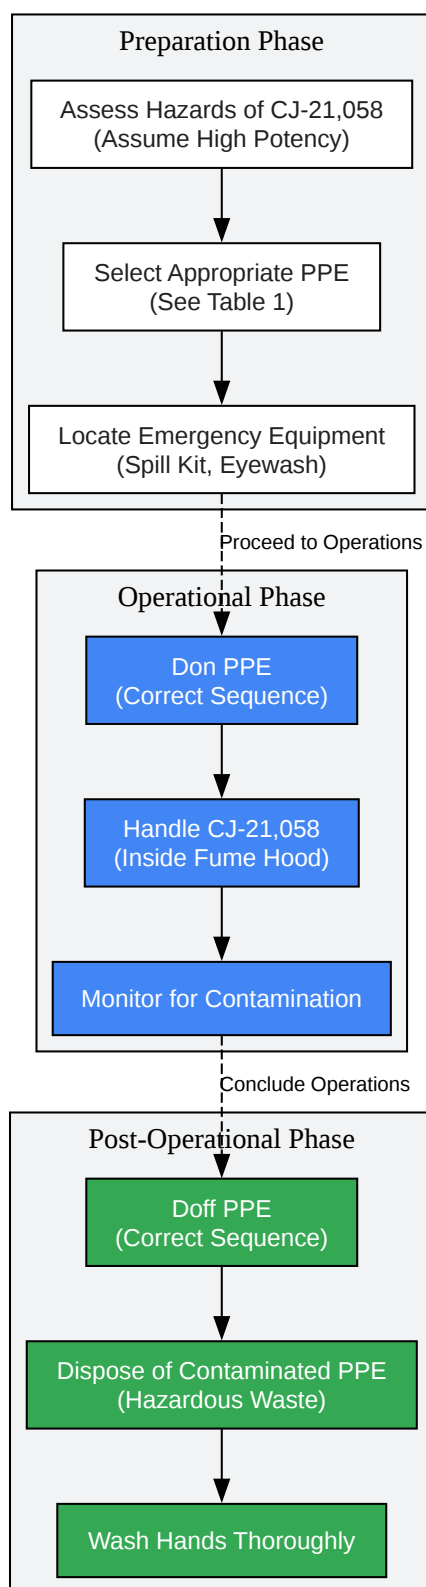 Preparation Phase
Assess Hazards of CJ-21,058
(Assume High Potency)
Select Appropriate PPE
(See Table 1)
Locate Emergency Equipment
(Spill Kit, Eyewash)
Proceed to Operations
Operational Phase
Don PPE
(Correct Sequence)
Handle CJ-21,058
(Inside Fume Hood)
Monitor for Contamination
Conclude Operations
Post-Operational Phase
Doff PPE
(Correct Sequence)
Dispose of Contaminated PPE
(Hazardous Waste)
Wash Hands Thoroughly